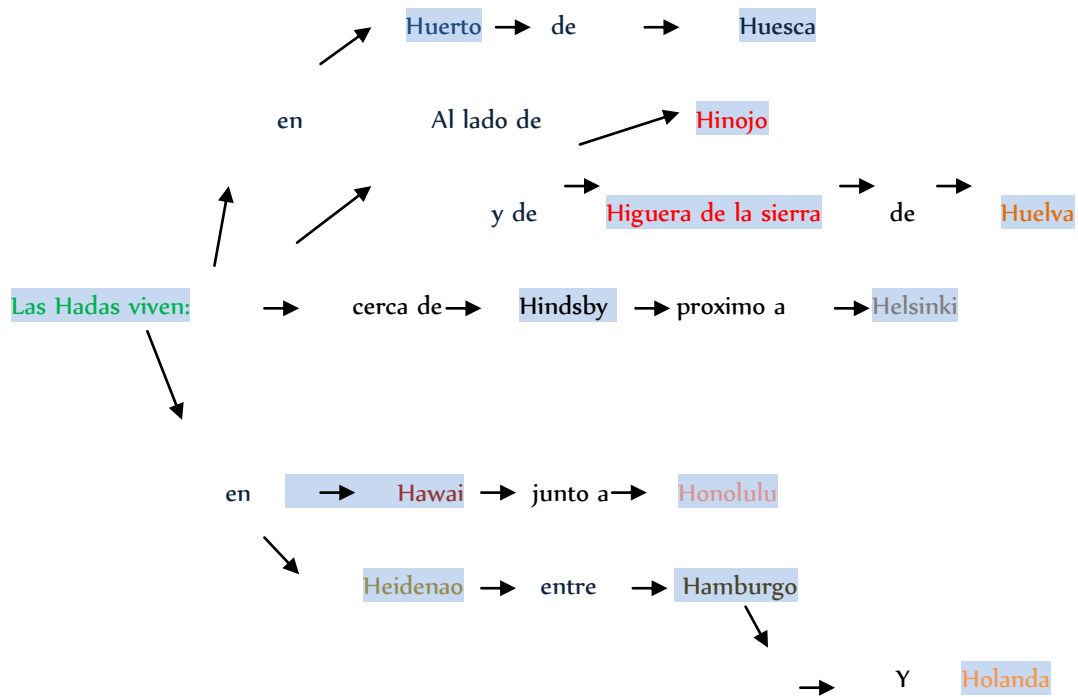 Huerto de Huesca
en Al lado de Hinojo
y de Higuera de la sierra de Huelva
Las Hadas viven: cerca de Hindsby proximo a Helsinki
en Hawai junto a Honolulu
Heidenao entre Hamburgo
Y Holanda